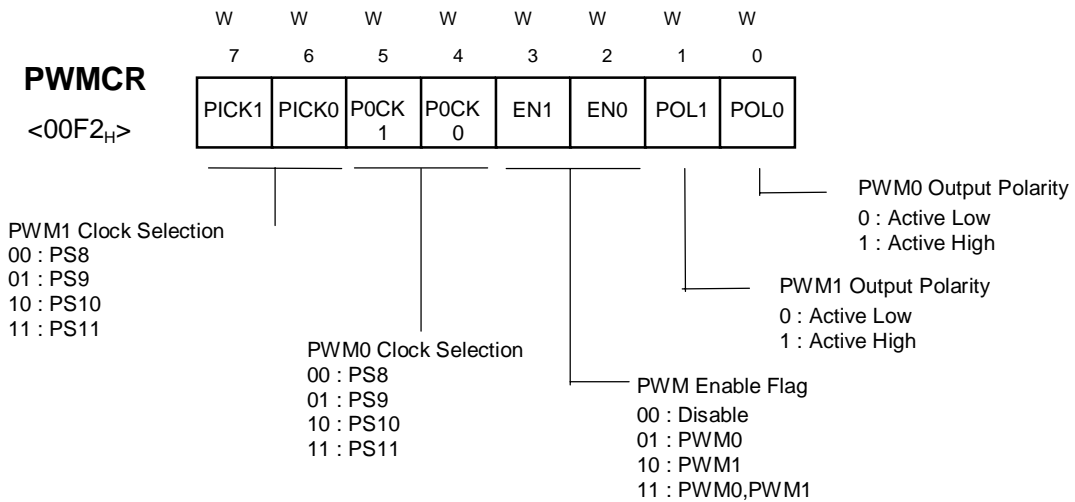 W W W W W W W W
7 6 5 4 3 2 1 0
PWMCR
<00F2H>
PICK1 PICK0 P0CK 1 P0CK 0 EN1 EN0 POL1 POL0
PWM0 Output Polarity
0 : Active Low
1 : Active High
PWM1 Clock Selection
00 : PS8
01 : PS9
10 : PS10
11 : PS11
PWM1 Output Polarity
0 : Active Low
1 : Active High
PWM0 Clock Selection
00 : PS8
01 : PS9
10 : PS10
11 : PS11
PWM Enable Flag
00 : Disable
01 : PWM0
10 : PWM1
11 : PWM0,PWM1